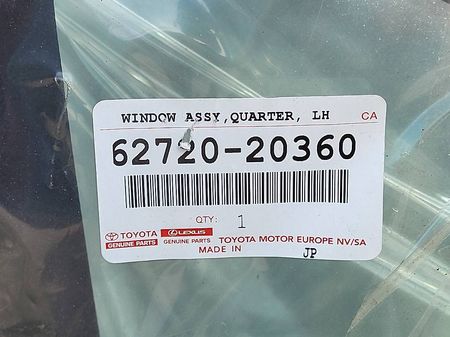 WINDOW ASSY,QUARTER, LH CA
62720-20360
QTY: 1
TOYOTA LEXUS
GENUINE PARTS GENUINE PARTS TOYOTA MOTOR EUROPE NV/SA
MADE IN JP